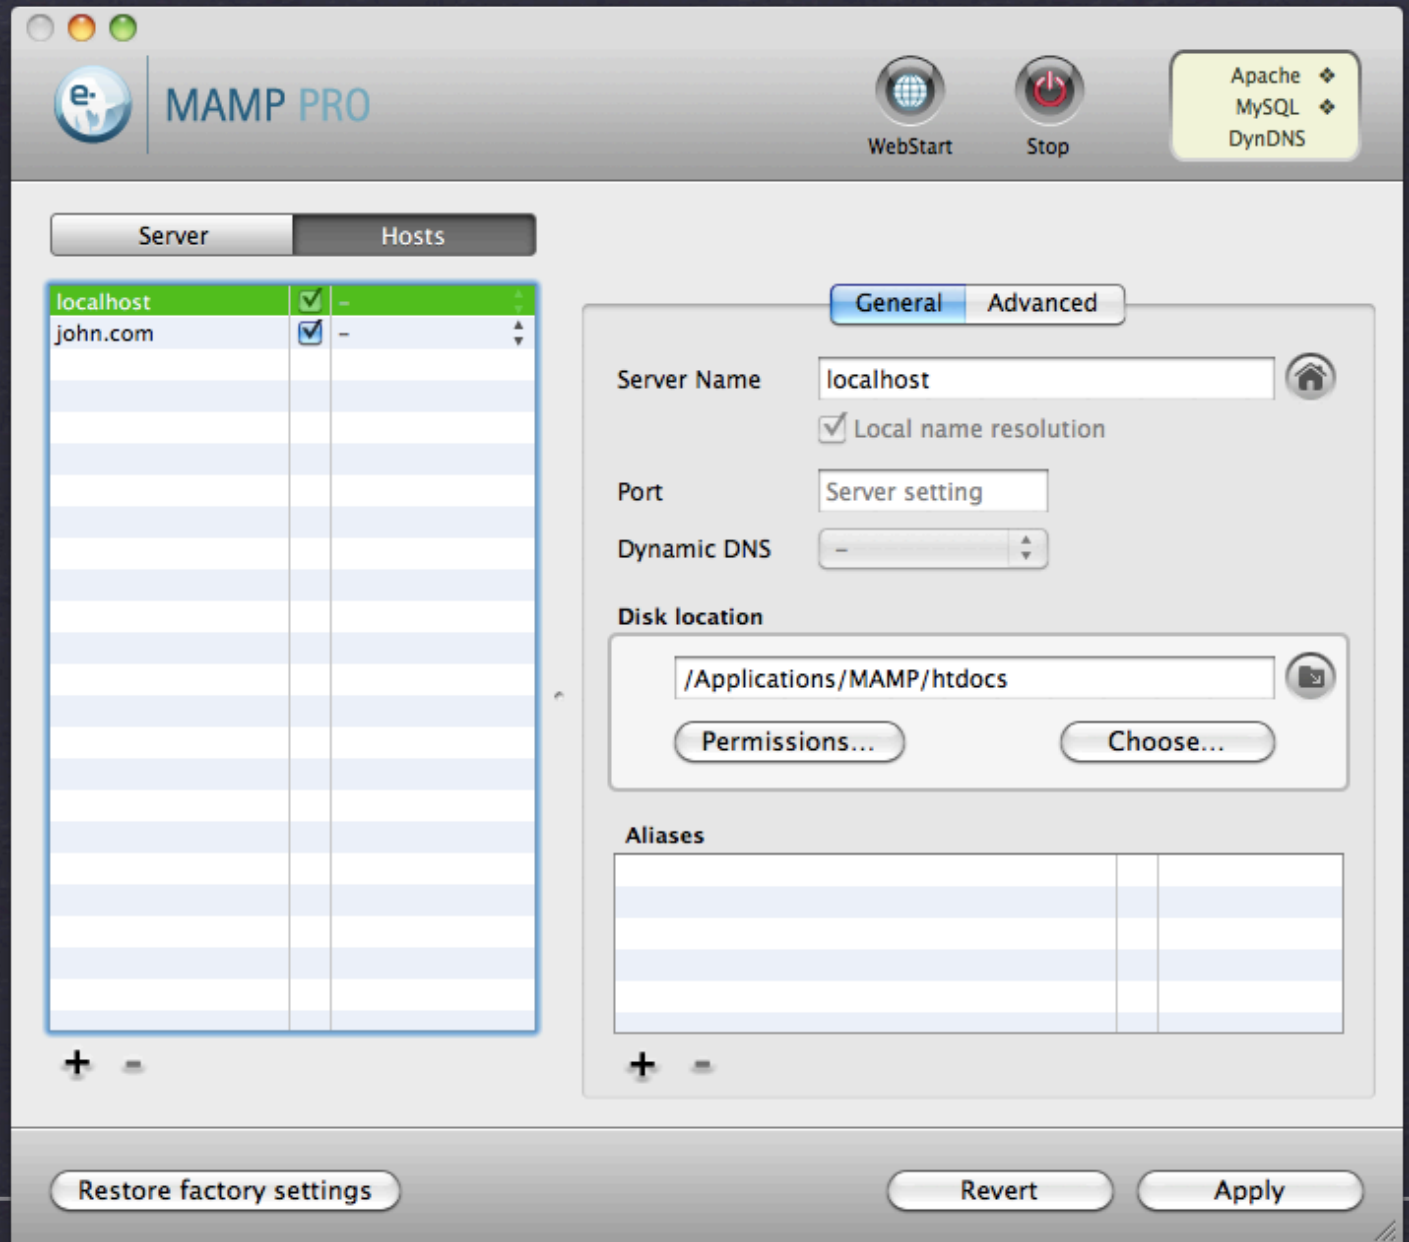 e.
MAMP PRO
WebStart
Stop
Apache ❖
MySQL ❖
DynDNS
Server
Hosts
localhost –
john.com –
General
Advanced
Server Name
localhost
Local name resolution
Port
Server setting
Dynamic DNS
–
Disk location
/Applications/MAMP/htdocs
Permissions...
Choose...
Aliases
+ -
+ -
Restore factory settings
Revert
Apply